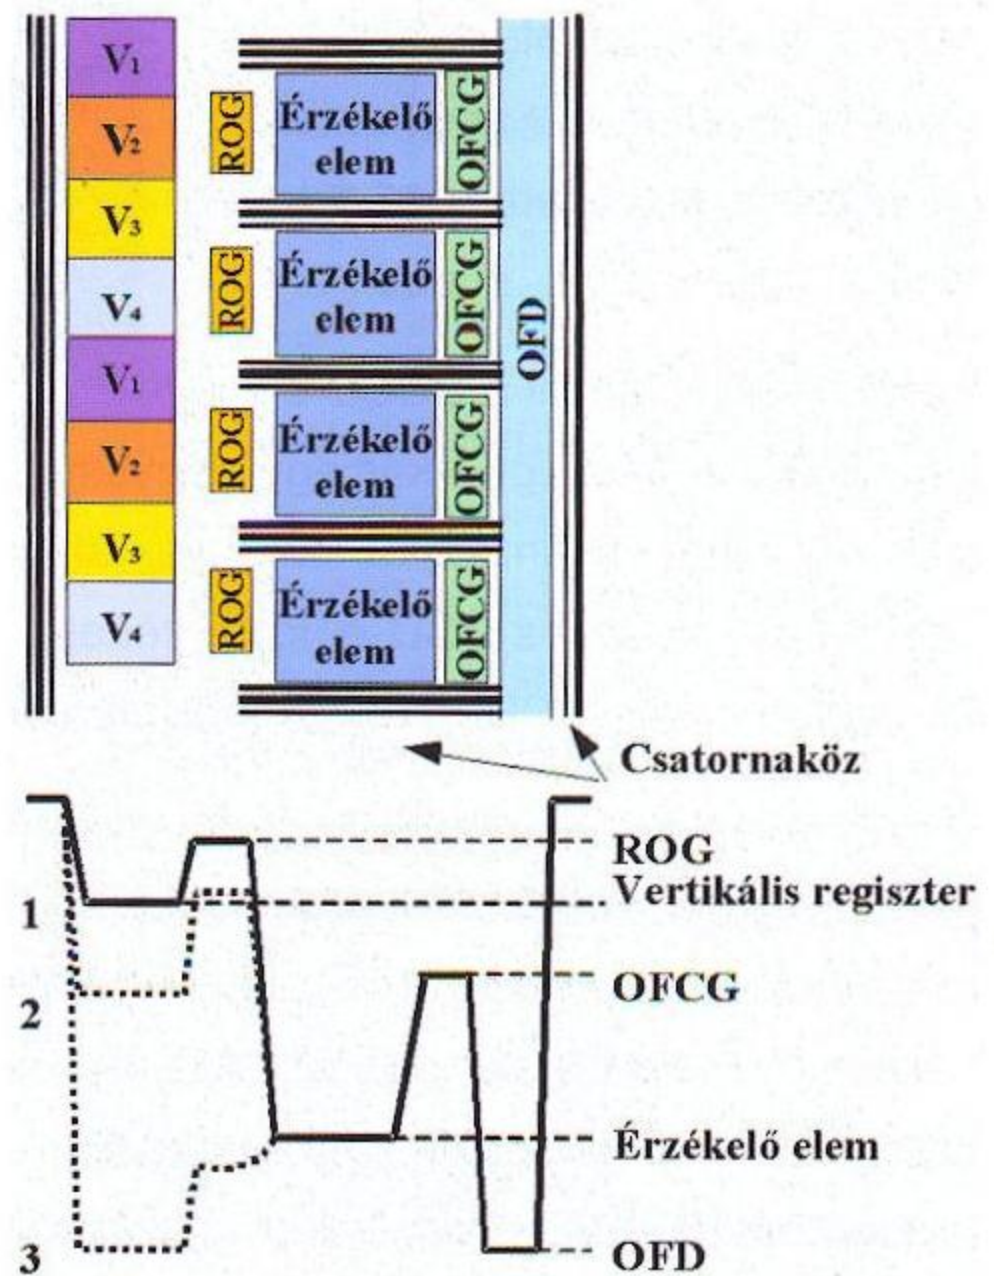 V1
V2
V3
V4
V1
V2
V3
V4
ROG
Érzékelő
elem
OFCG
ROG
Érzékelő
elem
OFCG
ROG
Érzékelő
elem
OFCG
ROG
Érzékelő
elem
OFCG
OFD
Csatornaköz
ROG
Vertikális regiszter
1
OFCG
2
Érzékelő elem
3
OFD